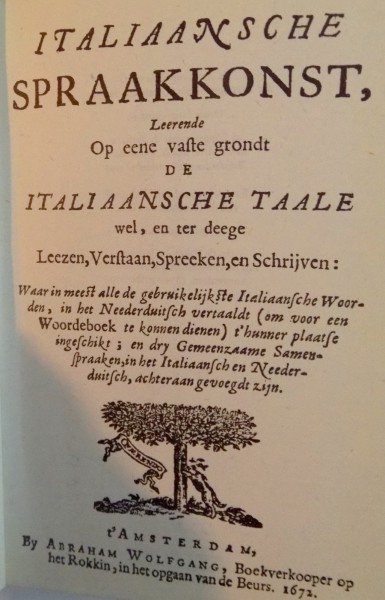 ITALIAANSCHE
SPRAAKKONST,
Leerende
Op eene vaſte grondt
DE
ITALIAANSCHE TAALE
wel, en ter deege
Leezen, Verſtaan, Spreeken, en Schrijven:
Waar in meeſt alle de gebruikelijkſte Italiaanſche Woor-
den, in het Neederduitſch vertaaldt (om voor een
Woordeboek te konnen dienen) t'hunner plaatſe
ingeſchikt; en dry Gemeenzaame Samen-
ſpraaken, in het Italiaanſch en Needer-
duitſch, achteraan gevoegdt zijn.
QUÆRENDO
t'AMSTERDAM,
By ABRAHAM WOLFGANG, Boekverkooper op
het Rokkin, in het opgaan van de Beurs. 1672.